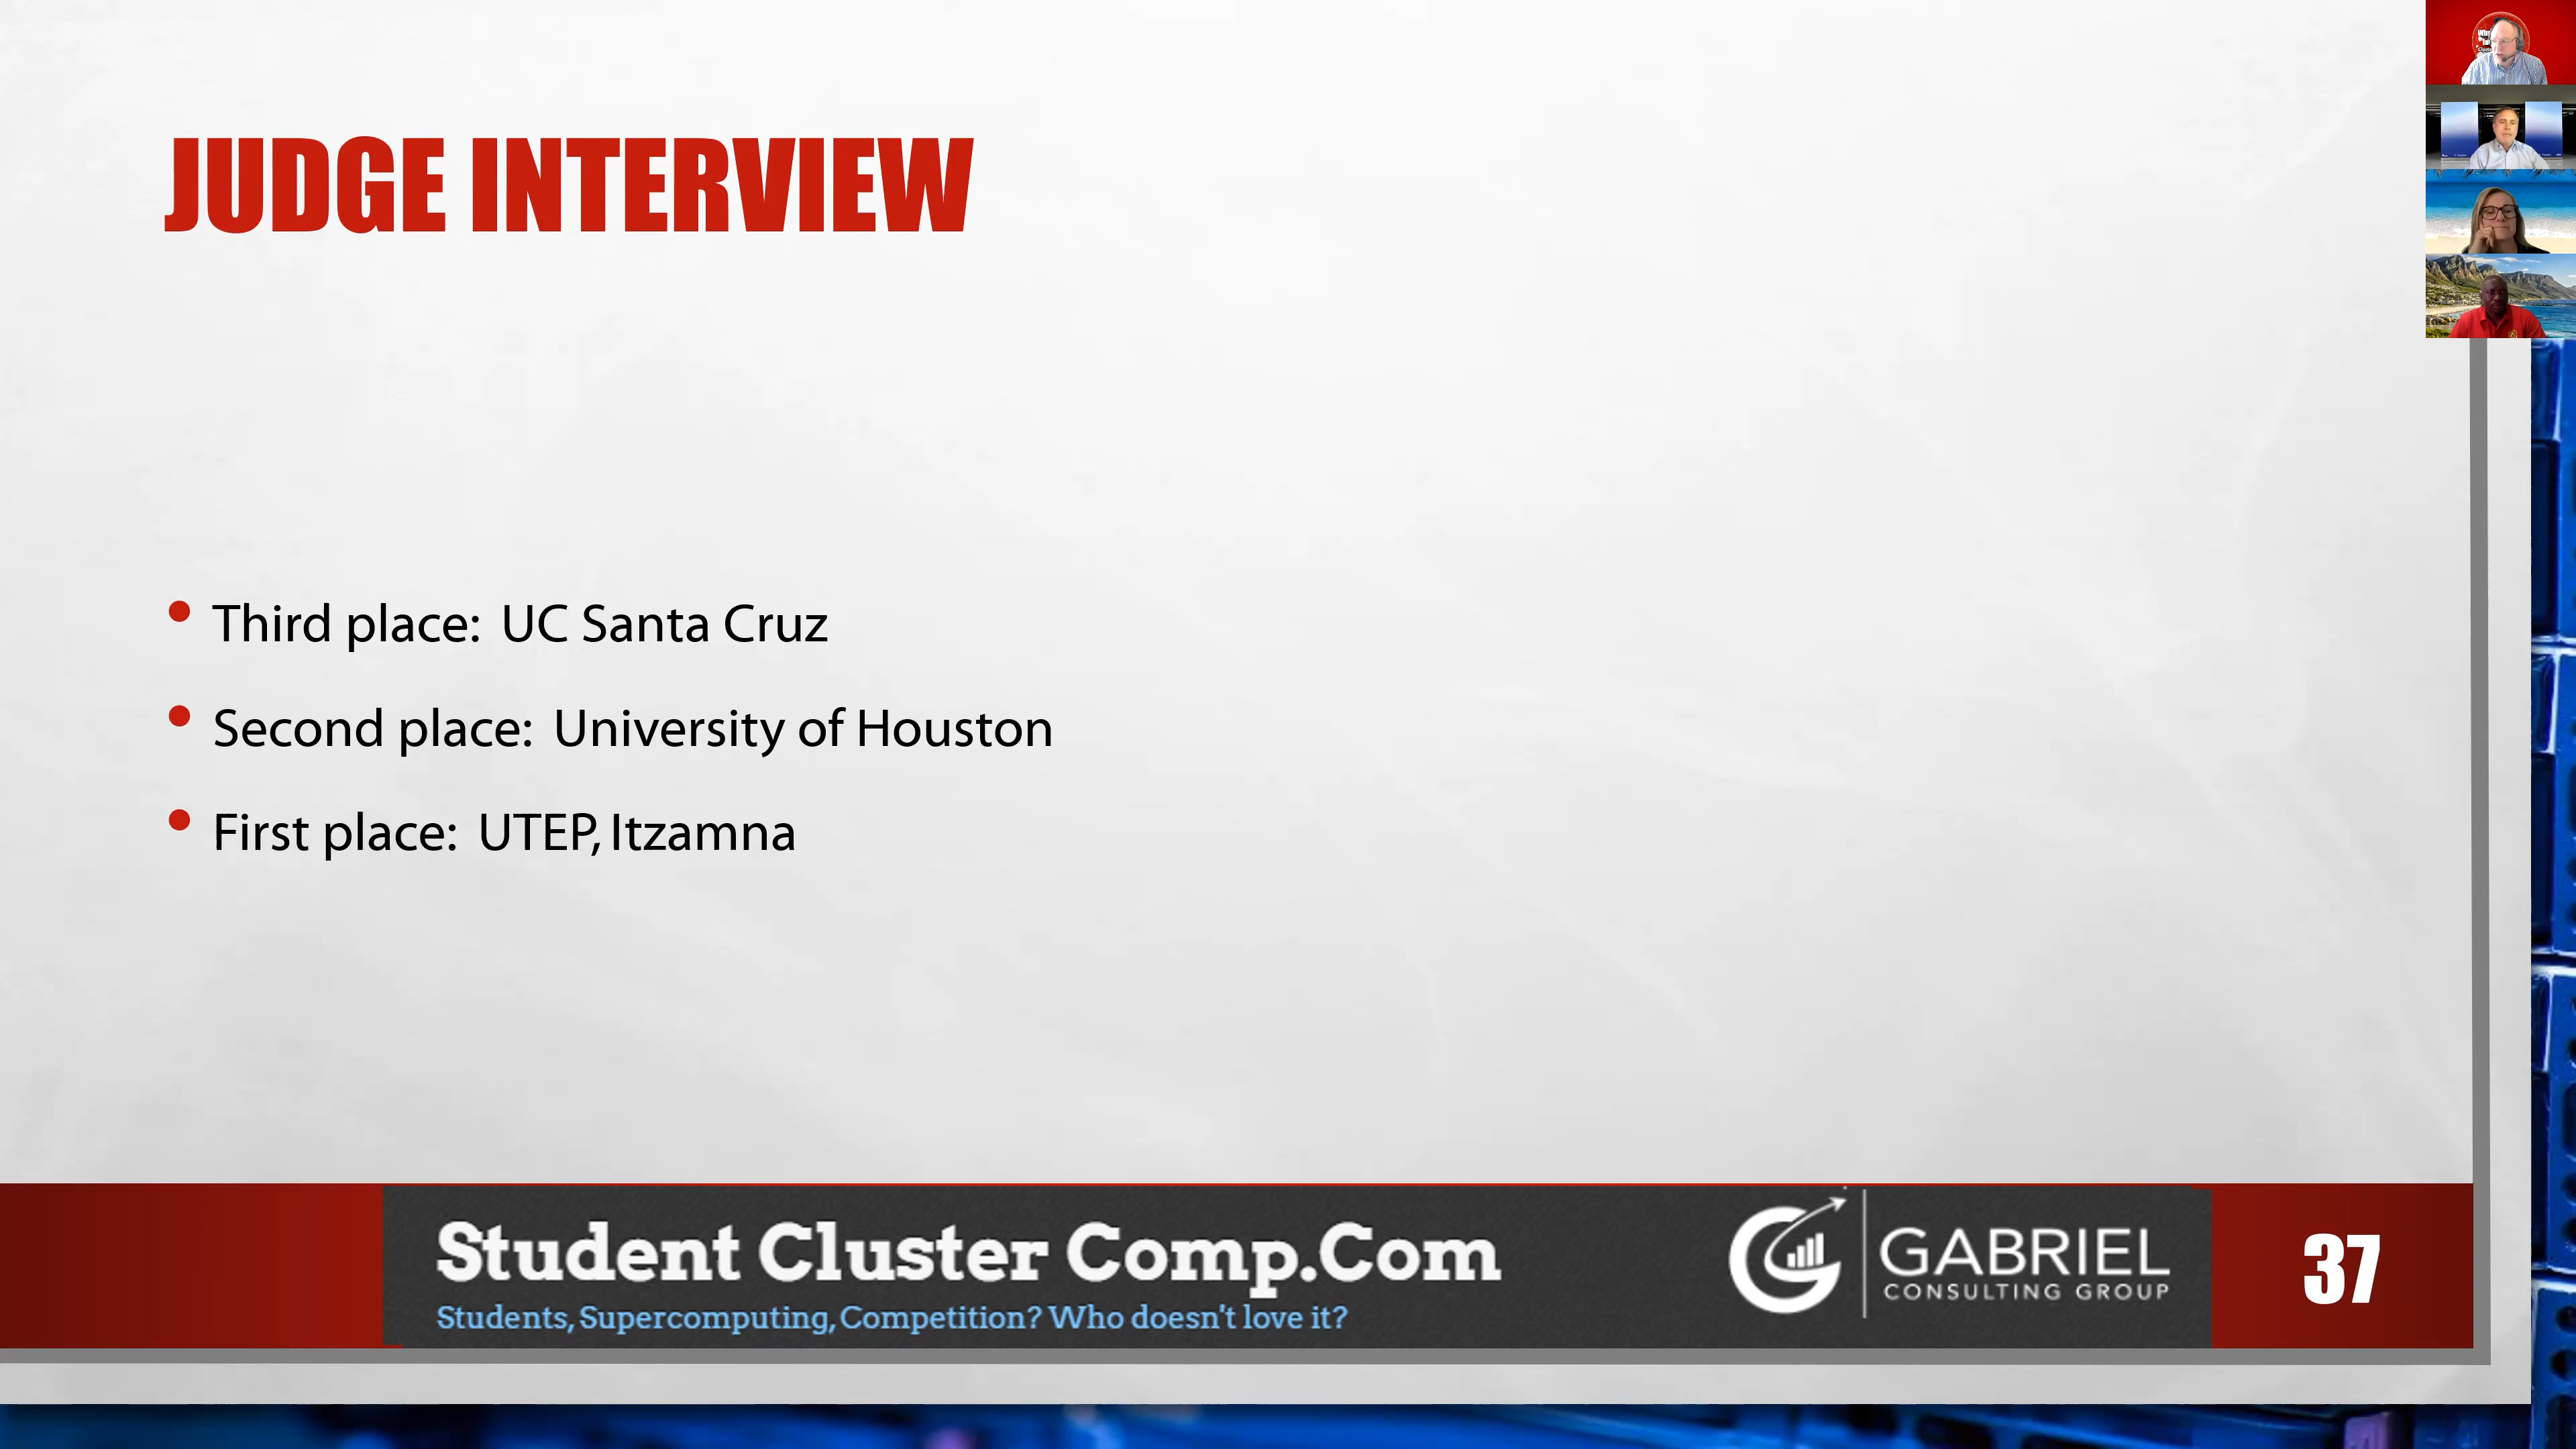 JUDGE INTERVIEW
• Third place: UC Santa Cruz
• Second place: University of Houston
• First place: UTEP, Itzamna
Student Cluster Comp.Com
Students, Supercomputing, Competition? Who doesn't love it?
GABRIEL
CONSULTING GROUP
37